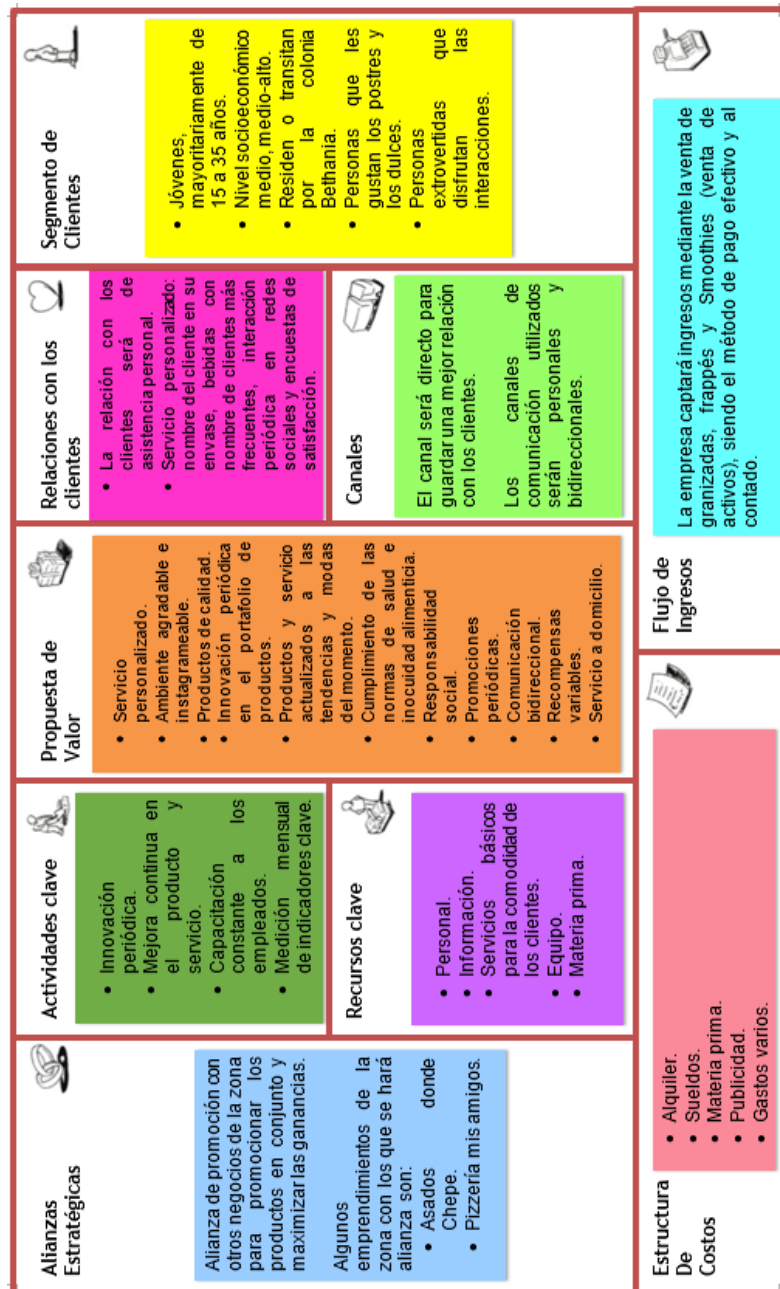 Alianzas
Estratégicas
Alianza de promoción con
otros negocios de la zona
para promocionar los
productos en conjunto y
maximizar las ganancias.
Algunos
emprendimientos de la
zona con los que se hará
alianza son:
• Asados donde
Chepe.
• Pizzería mis amigos.
Actividades clave
• Innovación
periódica.
• Mejora continua en
el producto y
servicio.
• Capacitación
constante a los
empleados.
• Medición mensual
de indicadores clave.
Recursos clave
• Personal.
• Información.
• Servicios básicos
para la comodidad de
los clientes.
• Equipo.
• Materia prima.
Propuesta de
Valor
• Servicio
personalizado.
• Ambiente agradable e
instagrameable.
• Productos de calidad.
• Innovación periódica
en el portafolio de
productos.
• Productos y servicio
actualizados a las
tendencias y modas
del momento.
• Cumplimiento de las
normas de salud e
inocuidad alimenticia.
• Responsabilidad
social.
• Promociones
periódicas.
• Comunicación
bidireccional.
• Recompensas
variables.
• Servicio a domicilio.
Relaciones con los
clientes
• La relación con los
clientes será de
asistencia personal.
• Servicio personalizado:
nombre del cliente en su
envase, bebidas con
nombre de clientes más
frecuentes, interacción
periódica en redes
sociales y encuestas de
satisfacción.
Canales
El canal será directo para
guardar una mejor relación
con los clientes.
Los canales de
comunicación utilizados
serán personales y
bidireccionales.
Segmento de
Clientes
• Jóvenes,
mayoritariamente de
15 a 35 años.
• Nivel socioeconómico
medio, medio-alto.
• Residen o transitan
por la colonia
Bethania.
• Personas que les
gustan los postres y
los dulces.
• Personas
extrovertidas que
disfrutan las
interacciones.
Estructura
De
Costos
• Alquiler.
• Sueldos.
• Materia prima.
• Publicidad.
• Gastos varios.
Flujo de
Ingresos
La empresa captará ingresos mediante la venta de
granizadas, frappés y Smoothies (venta de
activos), siendo el método de pago efectivo y al
contado.